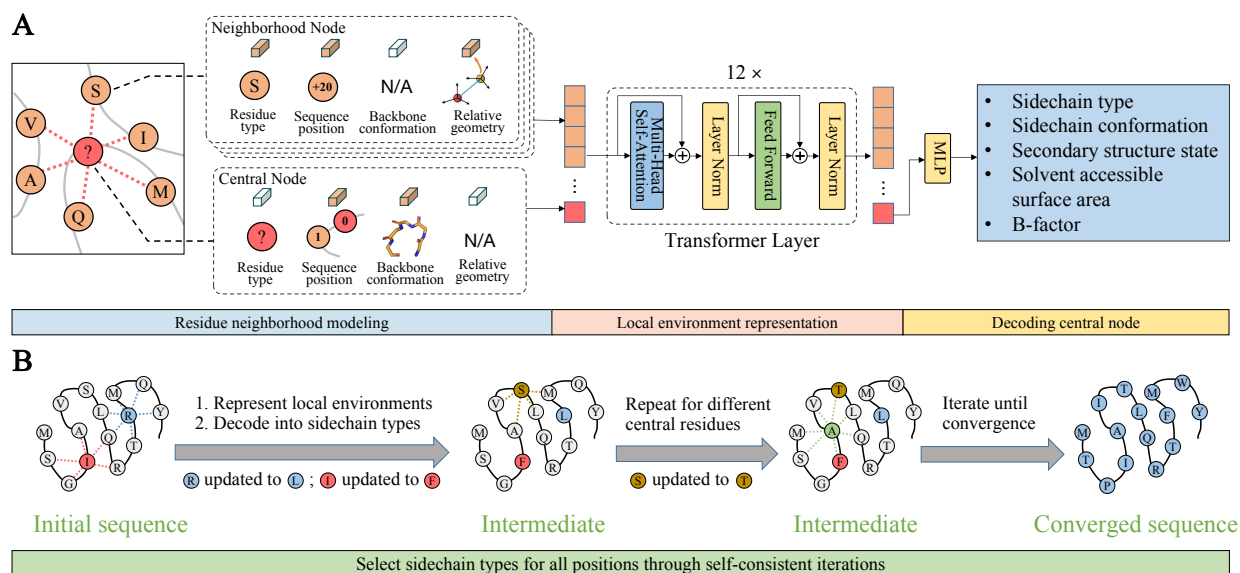 A
Neighborhood Node
S
+20
N/A
Residue type
Sequence position
Backbone conformation
Relative geometry
S
V
I
?
A
M
Q
Central Node
?
1
0
N/A
Residue type
Sequence position
Backbone conformation
Relative geometry
...
12 ×
Multi-Head Self-Attention
+
Layer Norm
Feed Forward
+
Layer Norm
Transformer Layer
...
MLP
• Sidechain type
• Sidechain conformation
• Secondary structure state
• Solvent accessible
surface area
• B-factor
Residue neighborhood modeling
Local environment representation
Decoding central node
B
S
M
Q
V
L
R
Y
M
A
Q
T
S
I
R
G
Initial sequence
1. Represent local environments
2. Decode into sidechain types
R updated to L ; I updated to F
S
M
Q
V
L
L
Y
M
A
Q
T
S
F
R
G
Intermediate
Repeat for different
central residues
S updated to T
T
M
Q
V
L
L
Y
M
A
Q
T
S
F
R
G
Intermediate
Iterate until
convergence
T
M
W
I
L
F
Y
M
A
Q
T
T
I
R
P
Converged sequence
Select sidechain types for all positions through self-consistent iterations